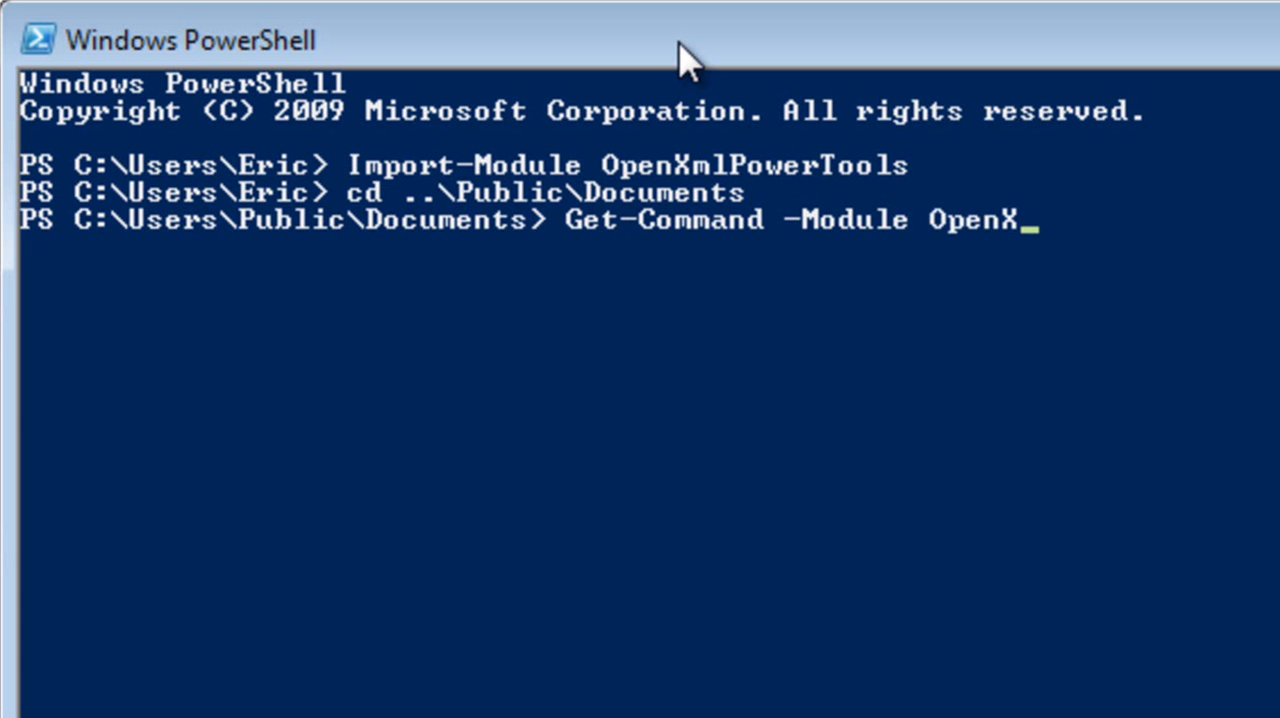 Windows PowerShell
Windows PowerShell
Copyright (C) 2009 Microsoft Corporation. All rights reserved.
PS C:\Users\Eric> Import-Module OpenXmlPowerTools
PS C:\Users\Eric> cd ..\Public\Documents
PS C:\Users\Public\Documents> Get-Command -Module OpenX_